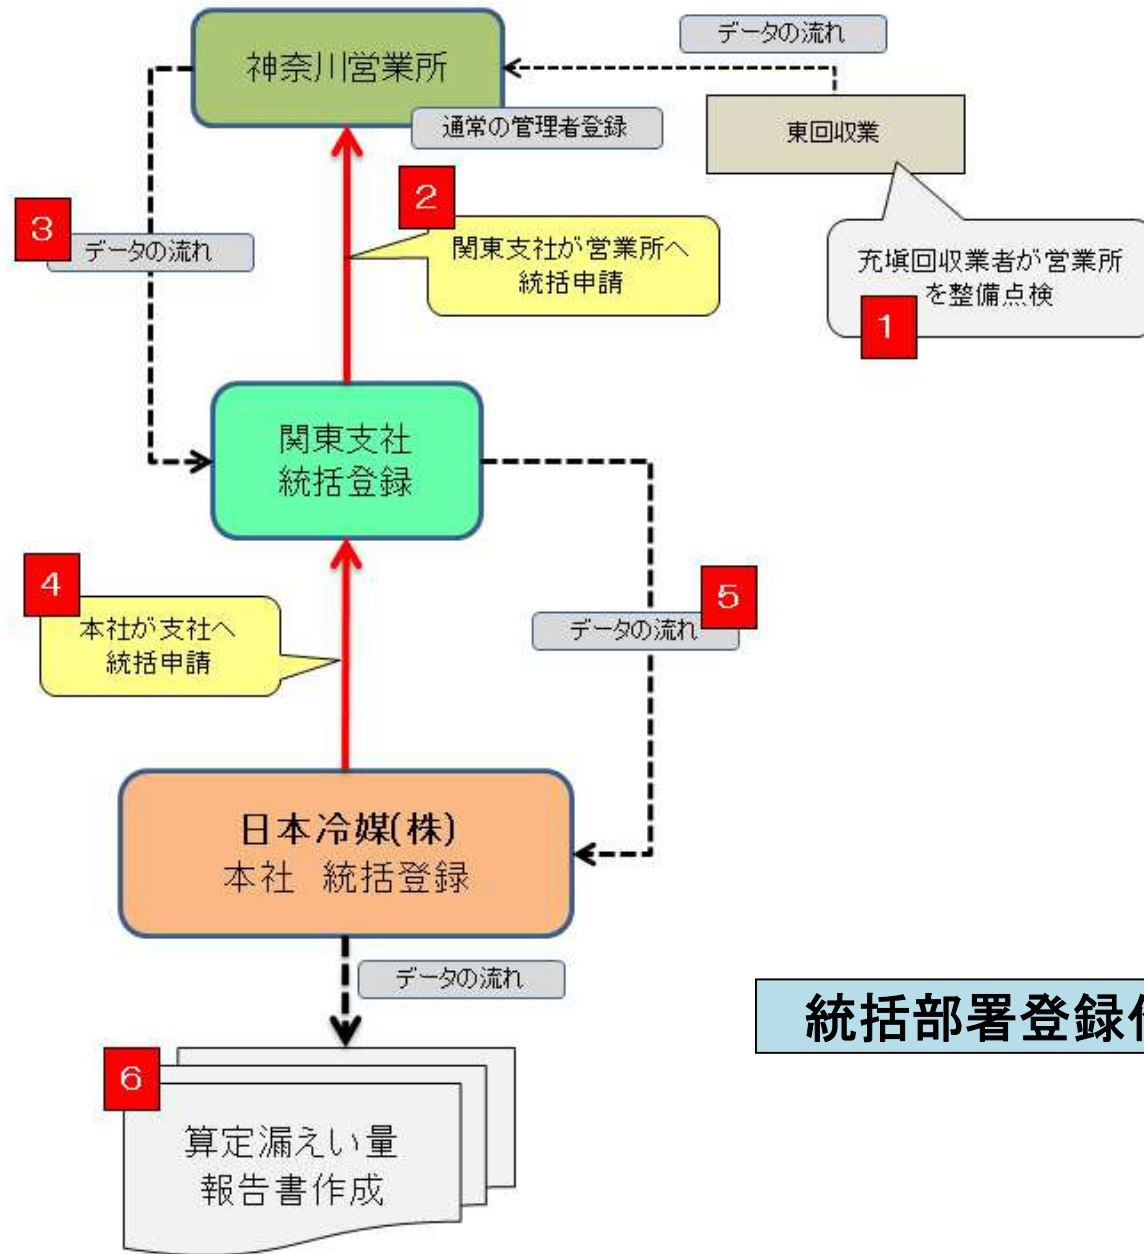 データの流れ
神奈川営業所
通常の管理者登録
東回収業
2
3
データの流れ
関東支社が営業所へ
統括申請
充塡回収業者が営業所
を整備点検
1
関東支社
統括登録
4
本社が支社へ
統括申請
5
データの流れ
日本冷媒(株)
本社 統括登録
データの流れ
統括部署登録
6
算定漏えい量
報告書作成